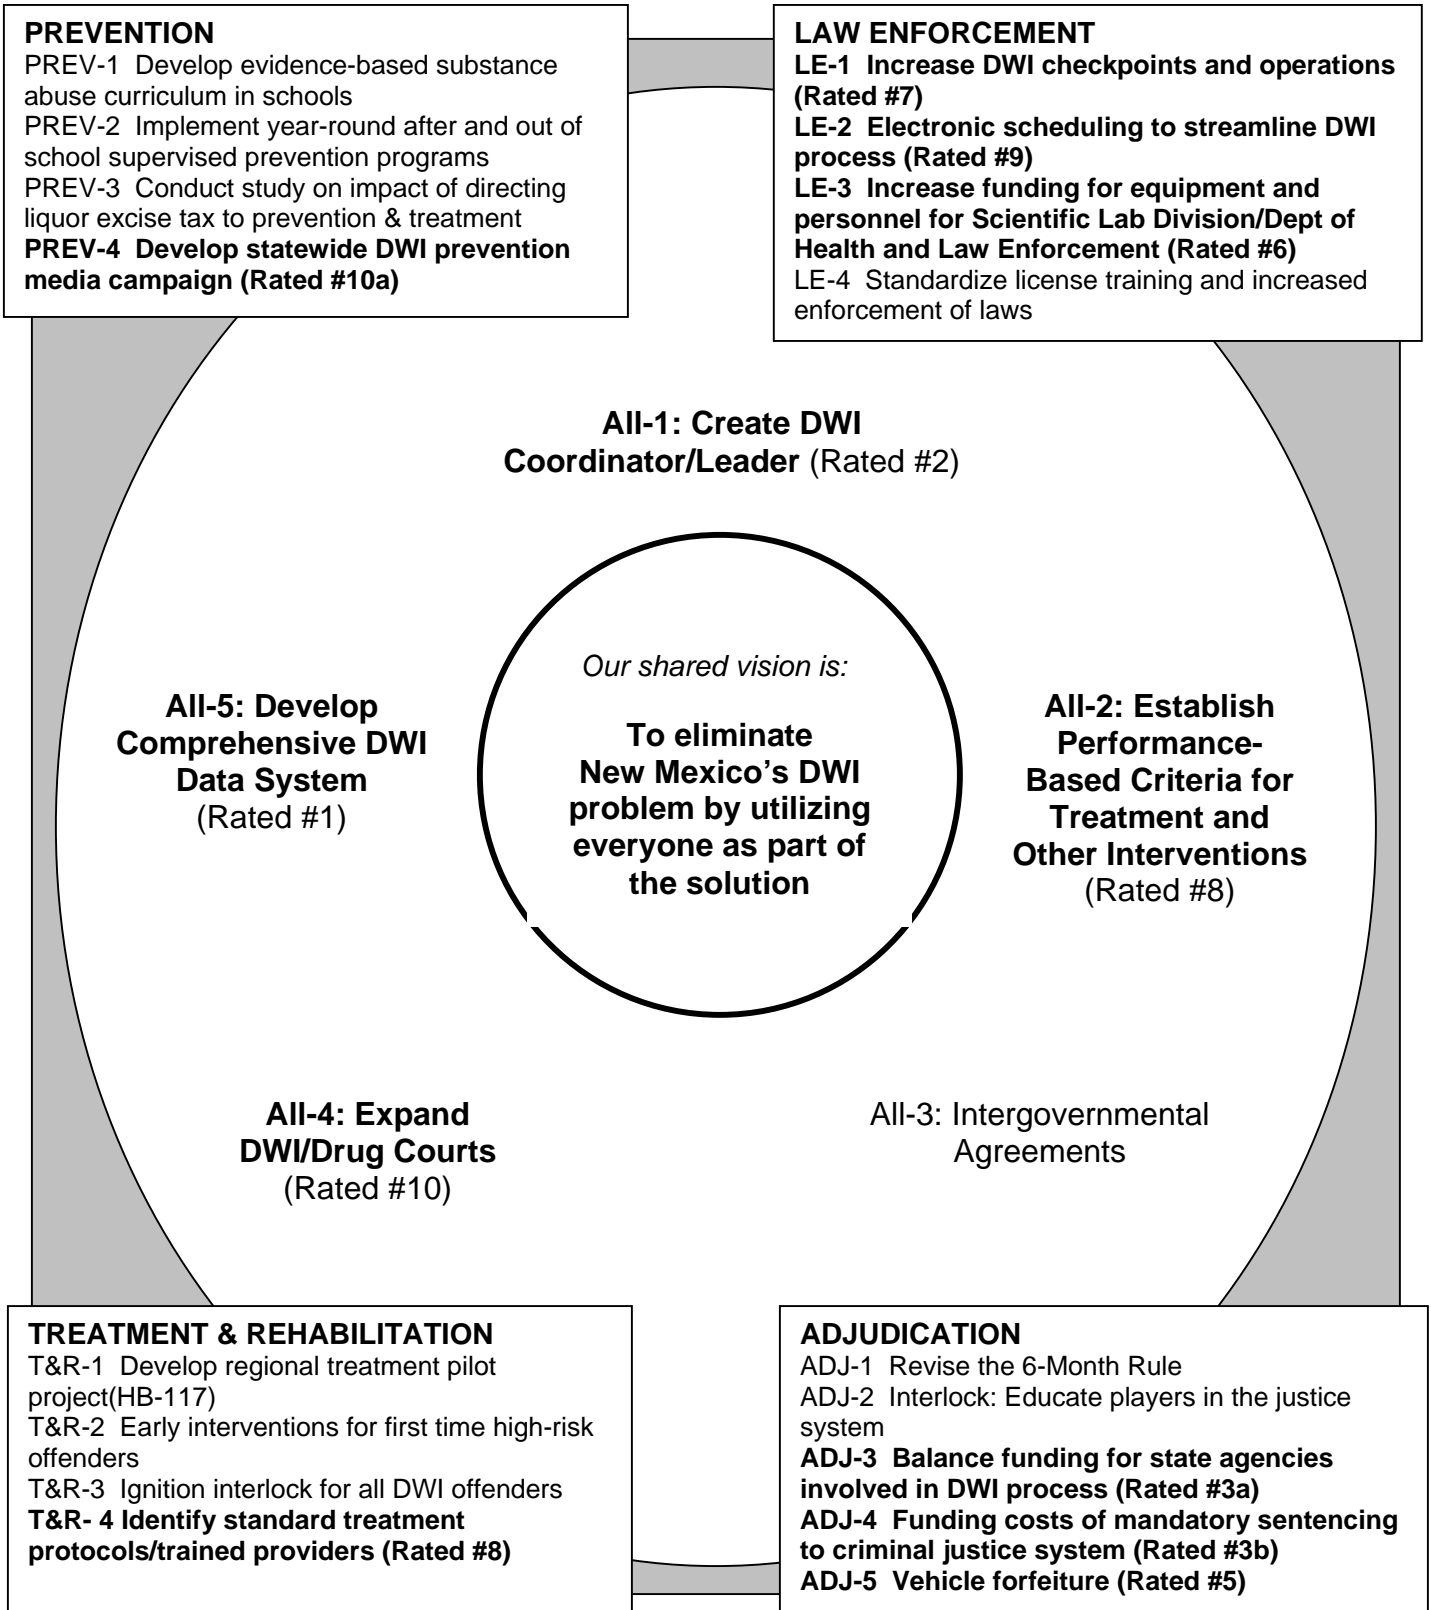 PREVENTION
PREV-1  Develop evidence-based substance
abuse curriculum in schools
PREV-2  Implement year-round after and out of
school supervised prevention programs
PREV-3  Conduct study on impact of directing
liquor excise tax to prevention & treatment
PREV-4  Develop statewide DWI prevention
media campaign (Rated #10a)
LAW ENFORCEMENT
LE-1  Increase DWI checkpoints and operations
(Rated #7)
LE-2  Electronic scheduling to streamline DWI
process (Rated #9)
LE-3  Increase funding for equipment and
personnel for Scientific Lab Division/Dept of
Health and Law Enforcement (Rated #6)
LE-4  Standardize license training and increased
enforcement of laws
All-1: Create DWI
Coordinator/Leader (Rated #2)
All-5: Develop
Comprehensive DWI
Data System
(Rated #1)
Our shared vision is:
To eliminate
New Mexico’s DWI
problem by utilizing
everyone as part of
the solution
All-2: Establish
Performance-
Based Criteria for
Treatment and
Other Interventions
(Rated #8)
All-4: Expand
DWI/Drug Courts
(Rated #10)
All-3: Intergovernmental
Agreements
TREATMENT & REHABILITATION
T&R-1  Develop regional treatment pilot
project(HB-117)
T&R-2  Early interventions for first time high-risk
offenders
T&R-3  Ignition interlock for all DWI offenders
T&R- 4 Identify standard treatment
protocols/trained providers (Rated #8)
ADJUDICATION
ADJ-1  Revise the 6-Month Rule
ADJ-2  Interlock: Educate players in the justice
system
ADJ-3  Balance funding for state agencies
involved in DWI process (Rated #3a)
ADJ-4  Funding costs of mandatory sentencing
to criminal justice system (Rated #3b)
ADJ-5  Vehicle forfeiture (Rated #5)